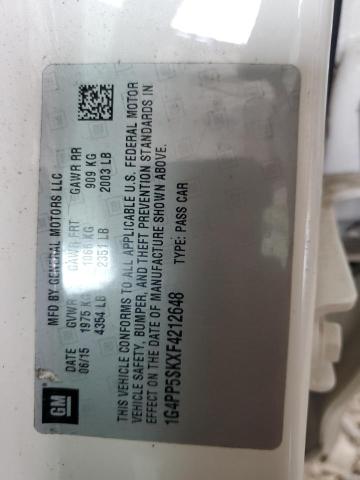 GM
MFD BY GENERAL MOTORS LLC
DATE GVWR GAWR FRT GAWR RR
06/15 1975 KG 1066 KG 909 KG
4354 LB 2351 LB 2003 LB
THIS VEHICLE CONFORMS TO ALL APPLICABLE U.S. FEDERAL MOTOR
VEHICLE SAFETY, BUMPER, AND THEFT PREVENTION STANDARDS IN
EFFECT ON THE DATE OF MANUFACTURE SHOWN ABOVE.
1G4PP5SKXF4212648 TYPE: PASS CAR